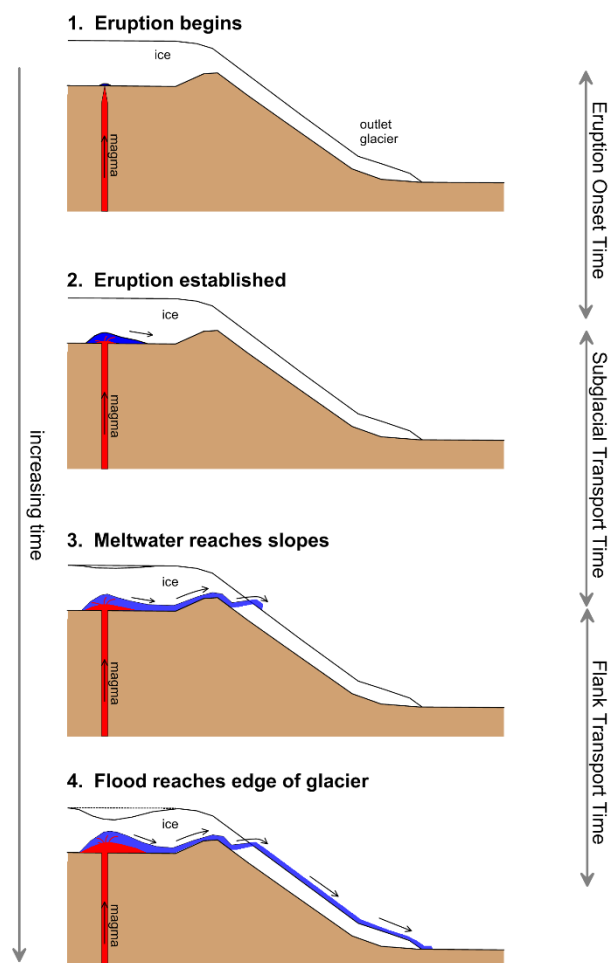 1. Eruption begins
ice
outlet
glacier
magma
2. Eruption established
ice
magma
3. Meltwater reaches slopes
ice
magma
4. Flood reaches edge of glacier
ice
magma
increasing time
Eruption Onset Time
Subglacial Transport Time
Flank Transport Time